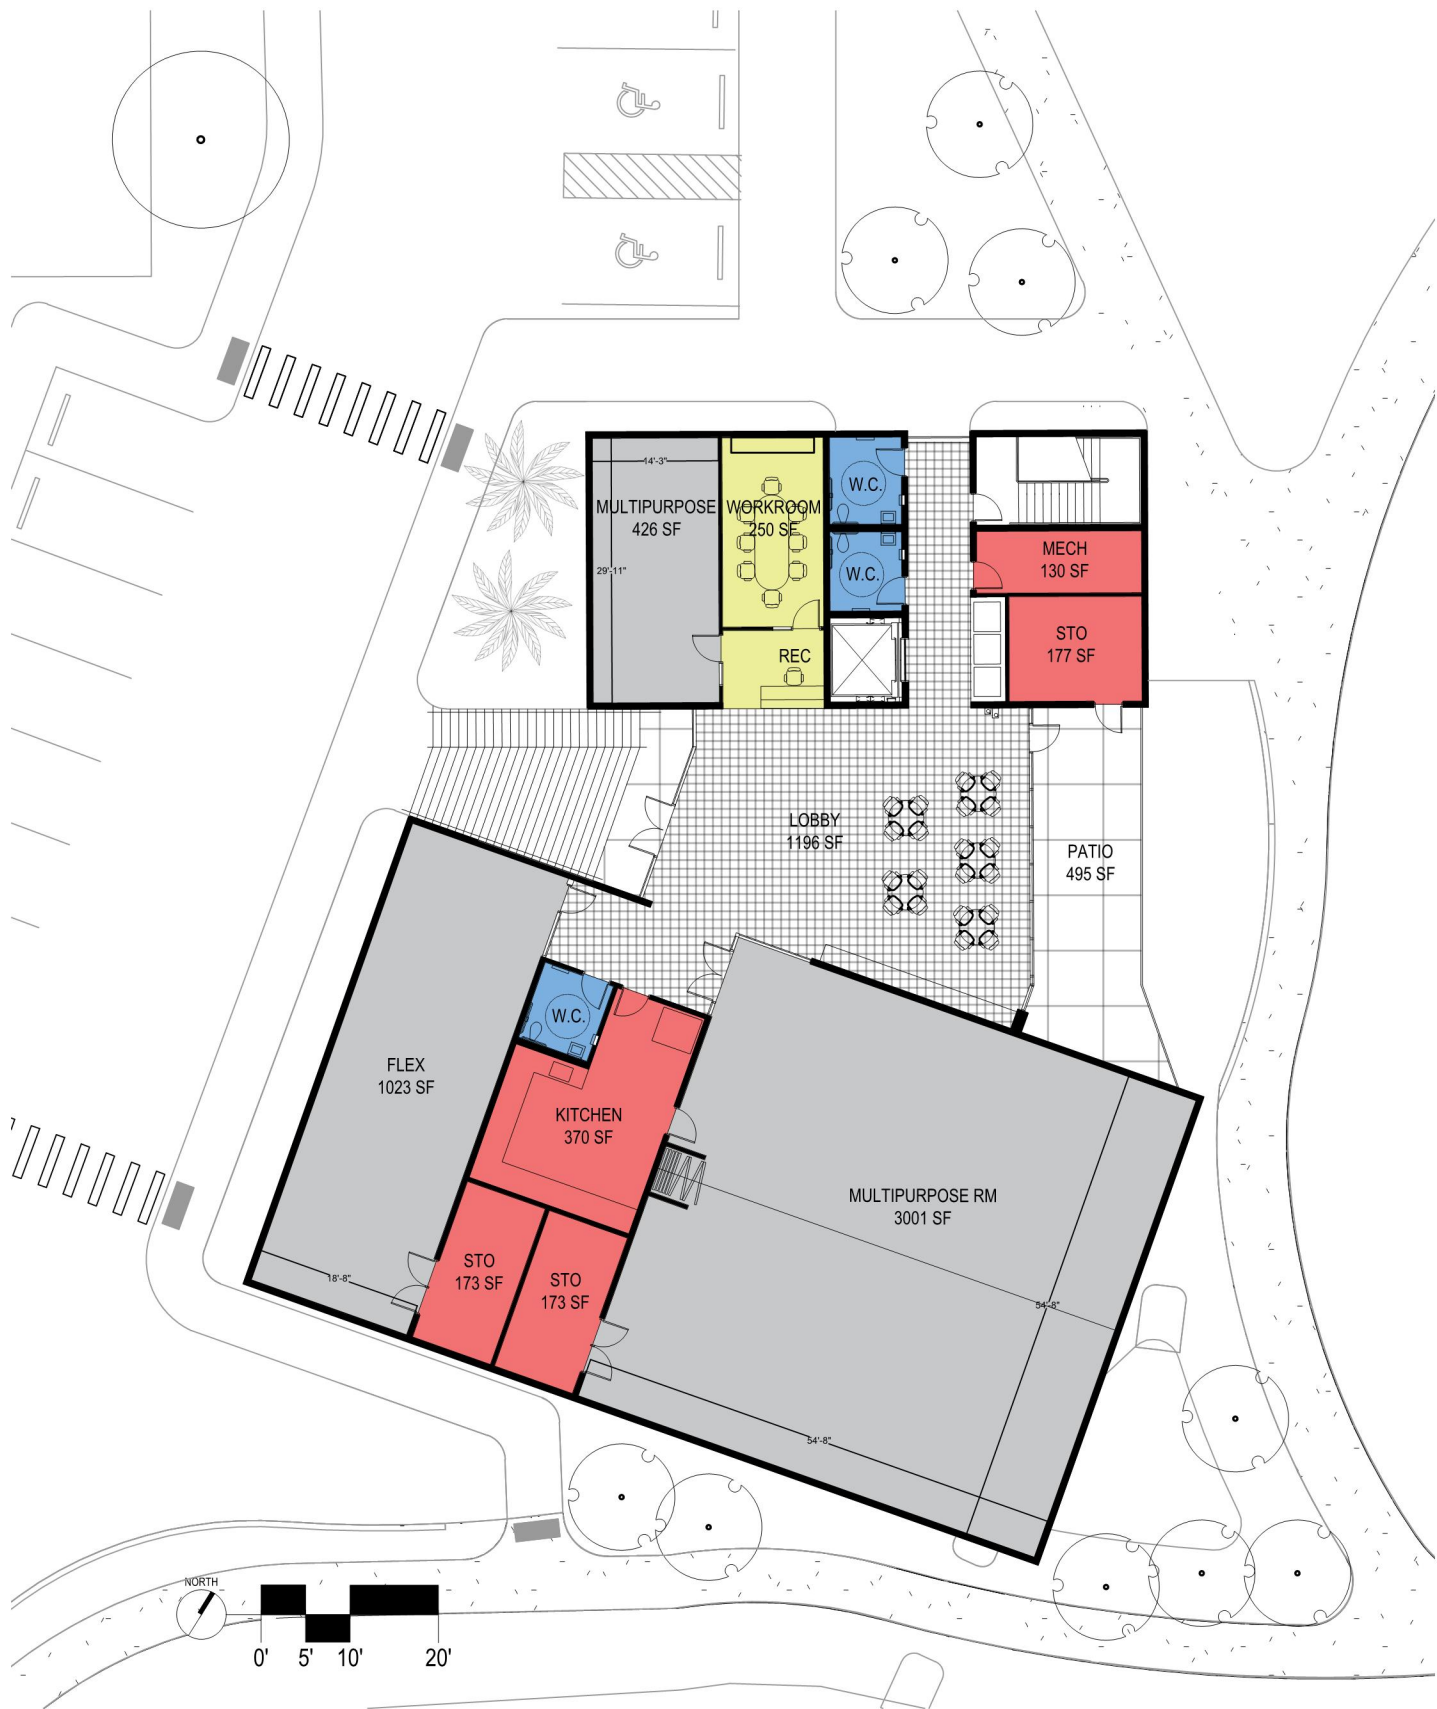 W.C.
14'-3"
MULTIPURPOSE
426 SF
WORKROOM
250 SF
29'-11"
W.C.
MECH
130 SF
REC
STO
177 SF
LOBBY
1196 SF
PATIO
495 SF
W.C.
FLEX
1023 SF
KITCHEN
370 SF
MULTIPURPOSE RM
3001 SF
STO
173 SF
STO
173 SF
18'-8"
54'-8"
54'-8"
NORTH
0' 5' 10' 20'